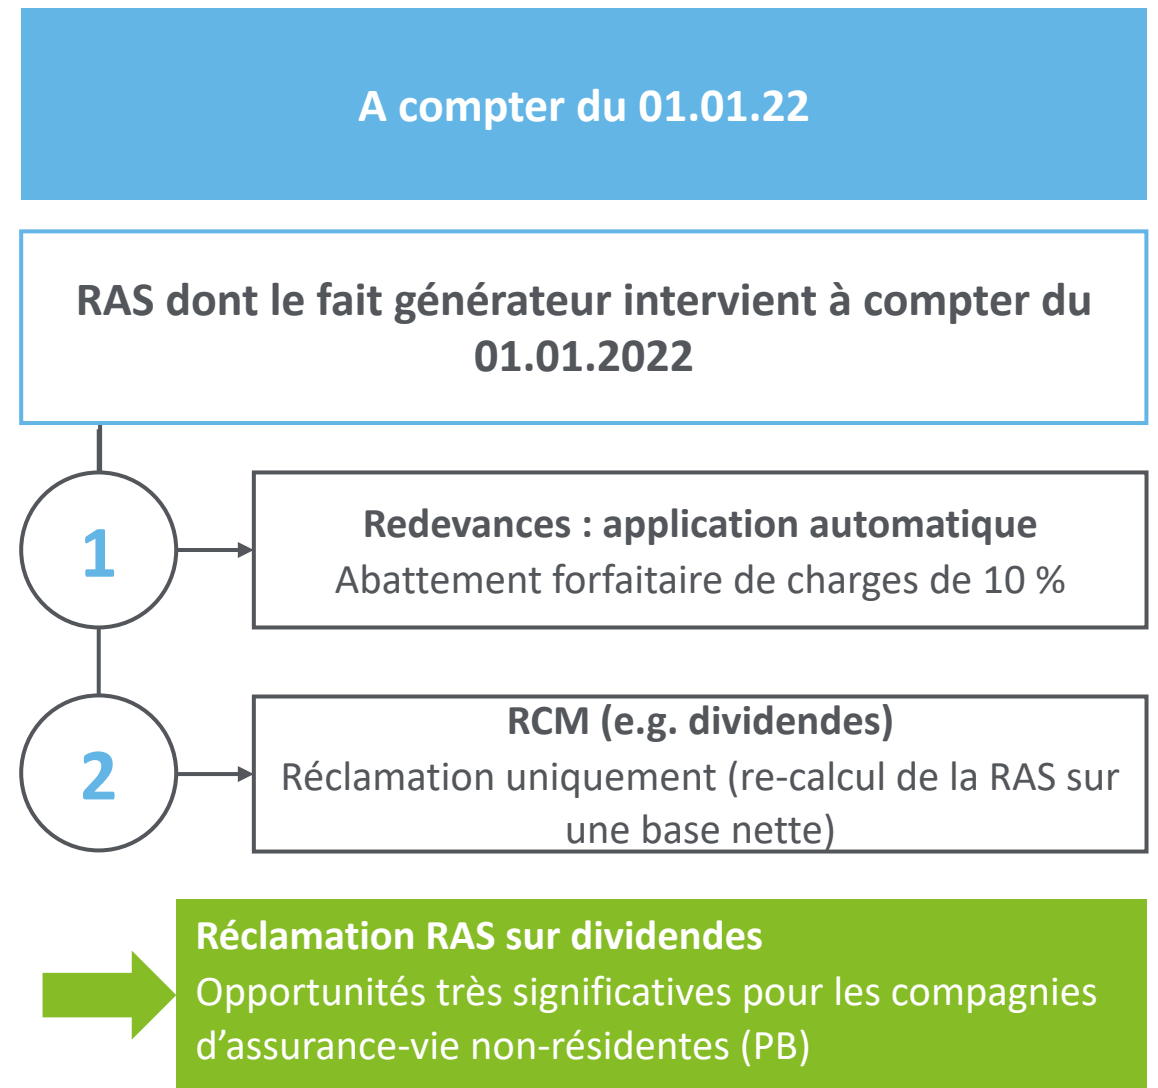 A compter du 01.01.22
RAS dont le fait générateur intervient à compter du
01.01.2022
1
Redevances : application automatique
Abattement forfaitaire de charges de 10 %
2
RCM (e.g. dividendes)
Réclamation uniquement (re-calcul de la RAS sur
une base nette)
Réclamation RAS sur dividendes
Opportunités très significatives pour les compagnies
d’assurance-vie non-résidentes (PB)